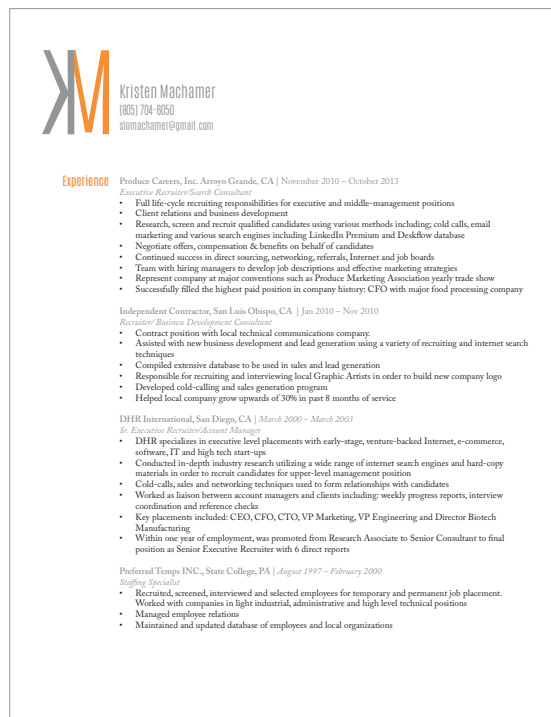 KM
Kristen Machamer
(805) 704-6050
slomachamer@gmail.com
Experience
Produce Careers, Inc. Arroyo Grande, CA | November 2010 – October 2013
Executive Recruiter/Search Consultant
• Full life-cycle recruiting responsibilities for executive and middle-management positions
• Client relations and business development
• Research, screen and recruit qualified candidates using various methods including; cold calls, email
marketing and various search engines including LinkedIn Premium and Deskflow database
• Negotiate offers, compensation & benefits on behalf of candidates
• Continued success in direct sourcing, networking, referrals, Internet and job boards
• Team with hiring managers to develop job descriptions and effective marketing strategies
• Represent company at major conventions such as Produce Marketing Association yearly trade show
• Successfully filled the highest paid position in company history: CFO with major food processing company
Independent Contractor, San Luis Obispo, CA | Jan 2010 – Nov 2010
Recruiter/ Business Development Consultant
• Contract position with local technical communications company.
• Assisted with new business development and lead generation using a variety of recruiting and internet search
techniques
• Compiled extensive database to be used in sales and lead generation
• Responsible for recruiting and interviewing local Graphic Artists in order to build new company logo
• Developed cold-calling and sales generation program
• Helped local company grow upwards of 30% in past 8 months of service
DHR International, San Diego, CA | March 2000 – March 2003
Sr. Executive Recruiter/Account Manager
• DHR specializes in executive level placements with early-stage, venture-backed Internet, e-commerce,
software, IT and high tech start-ups
• Conducted in-depth industry research utilizing a wide range of internet search engines and hard-copy
materials in order to recruit candidates for upper-level management position
• Cold-calls, sales and networking techniques used to form relationships with candidates
• Worked as liaison between account managers and clients including: weekly progress reports, interview
coordination and reference checks
• Key placements included: CEO, CFO, CTO, VP Marketing, VP Engineering and Director Biotech
Manufacturing
• Within one year of employment, was promoted from Research Associate to Senior Consultant to final
position as Senior Executive Recruiter with 6 direct reports
Preferred Temps INC., State College, PA | August 1997 – February 2000
Staffing Specialist
• Recruited, screened, interviewed and selected employees for temporary and permanent job placement.
Worked with companies in light industrial, administrative and high level technical positions
• Managed employee relations
• Maintained and updated database of employees and local organizations